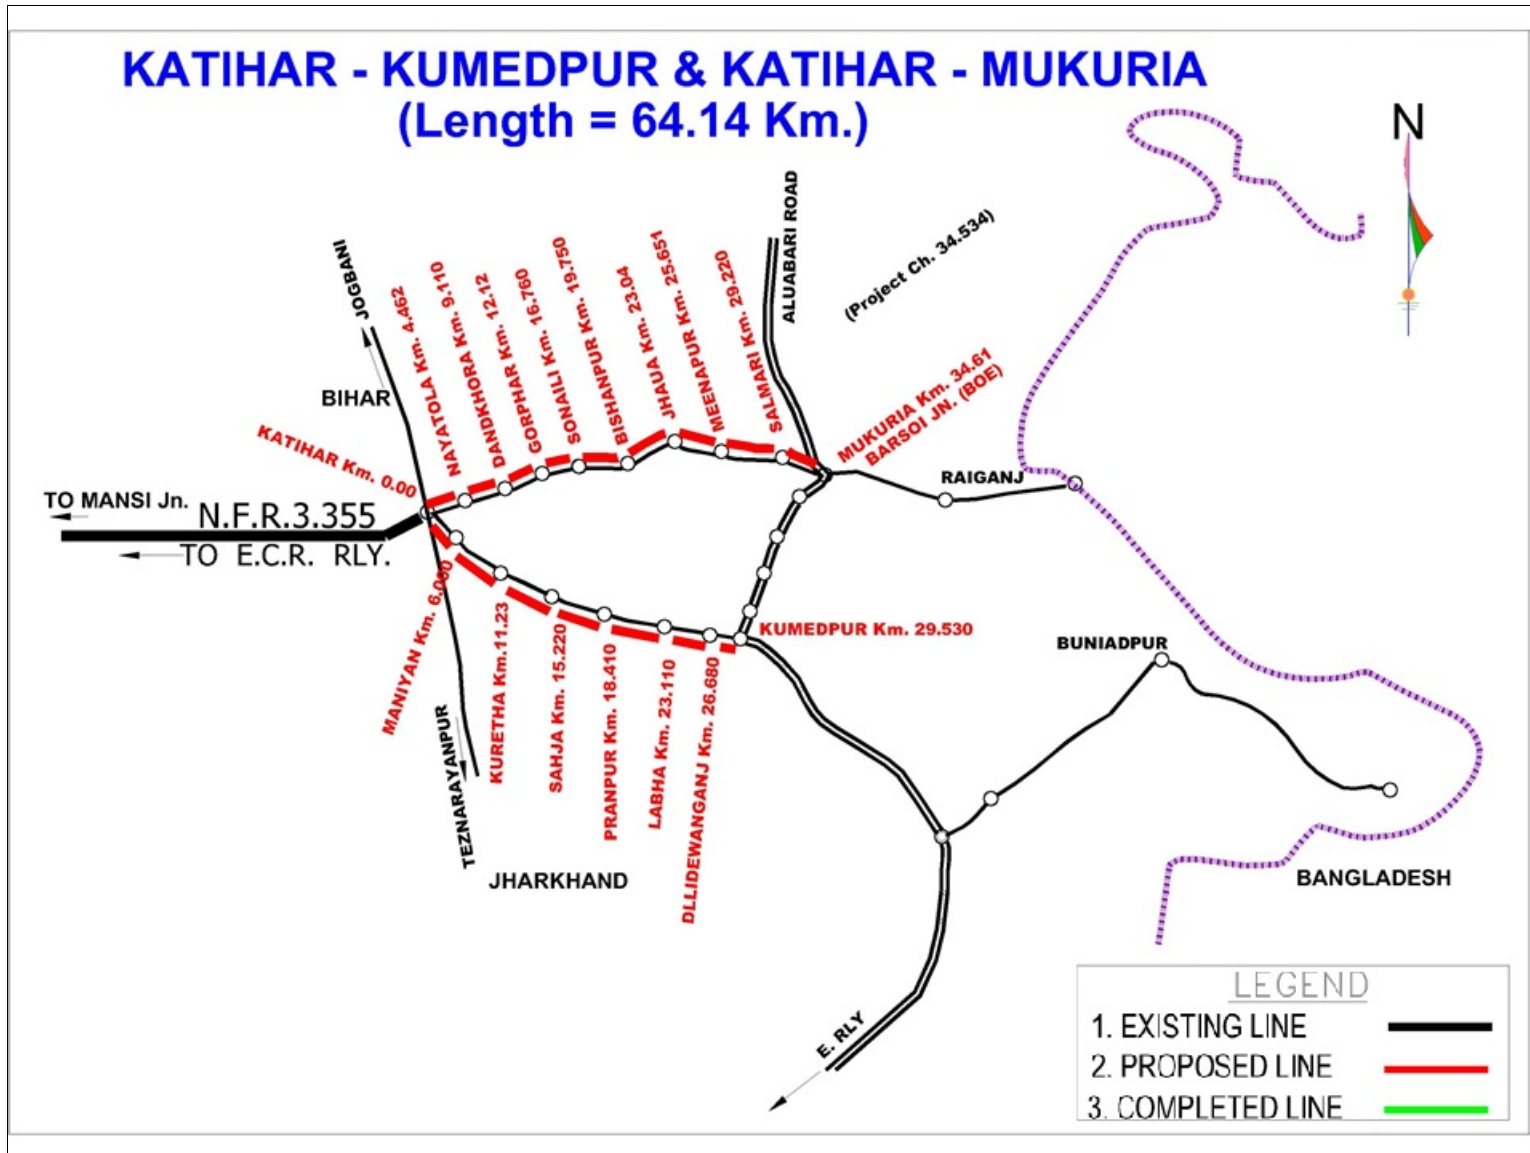 KATIHAR - KUMEDPUR & KATIHAR - MUKURIA
(Length = 64.14 Km.)
N
JOGBANI
BIHAR
KATIHAR Km. 0.00
NAYATOLA Km. 4.462
DANDKHORA Km. 9.110
GORPHAR Km. 12.12
SONAILI Km. 16.760
BISHANPUR Km. 19.750
JHAUA Km. 23.04
MEENAPUR Km. 25.651
SALMARI Km. 29.220
ALUABARI ROAD
(Project Ch. 34.534)
MUKURIA Km. 34.61
BARSOI JN. (BOE)
RAIGANJ
TO MANSI Jn.
N.F.R.3.355
TO E.C.R. RLY.
MANIYAN Km. 6.000
KURETHA Km.11.23
SAHJA Km. 15.220
PRANPUR Km. 18.410
LABHA Km. 23.110
DLLIDEWANGANJ Km. 26.680
KUMEDPUR Km. 29.530
TEZNARAYANPUR
JHARKHAND
BUNIADPUR
BANGLADESH
E. RLY
LEGEND
1. EXISTING LINE
2. PROPOSED LINE
3. COMPLETED LINE